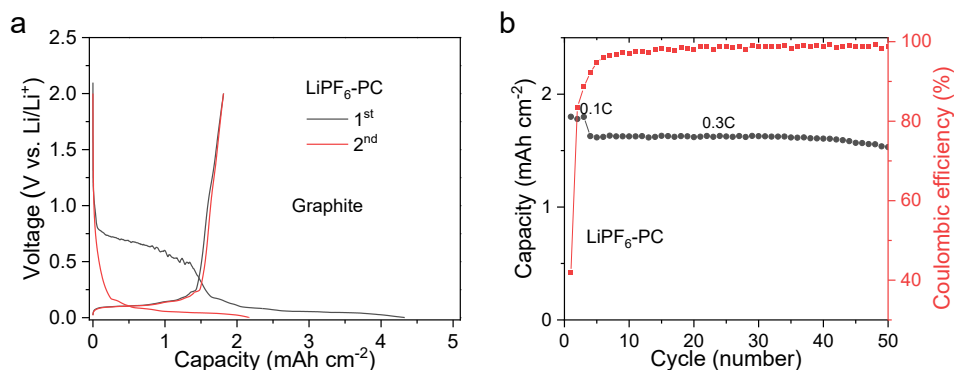 a
2.5
2.0
1.5
1.0
0.5
0.0
Voltage (V vs. Li/Li⁺)
LiPF₆-PC
1ˢᵗ
2ⁿᵈ
Graphite
0 1 2 3 4 5
Capacity (mAh cm⁻²)
b
2
1
0
Capacity (mAh cm⁻²)
0.1C
0.3C
LiPF₆-PC
0 10 20 30 40 50
Cycle (number)
100
80
60
40
Coulombic efficiency (%)